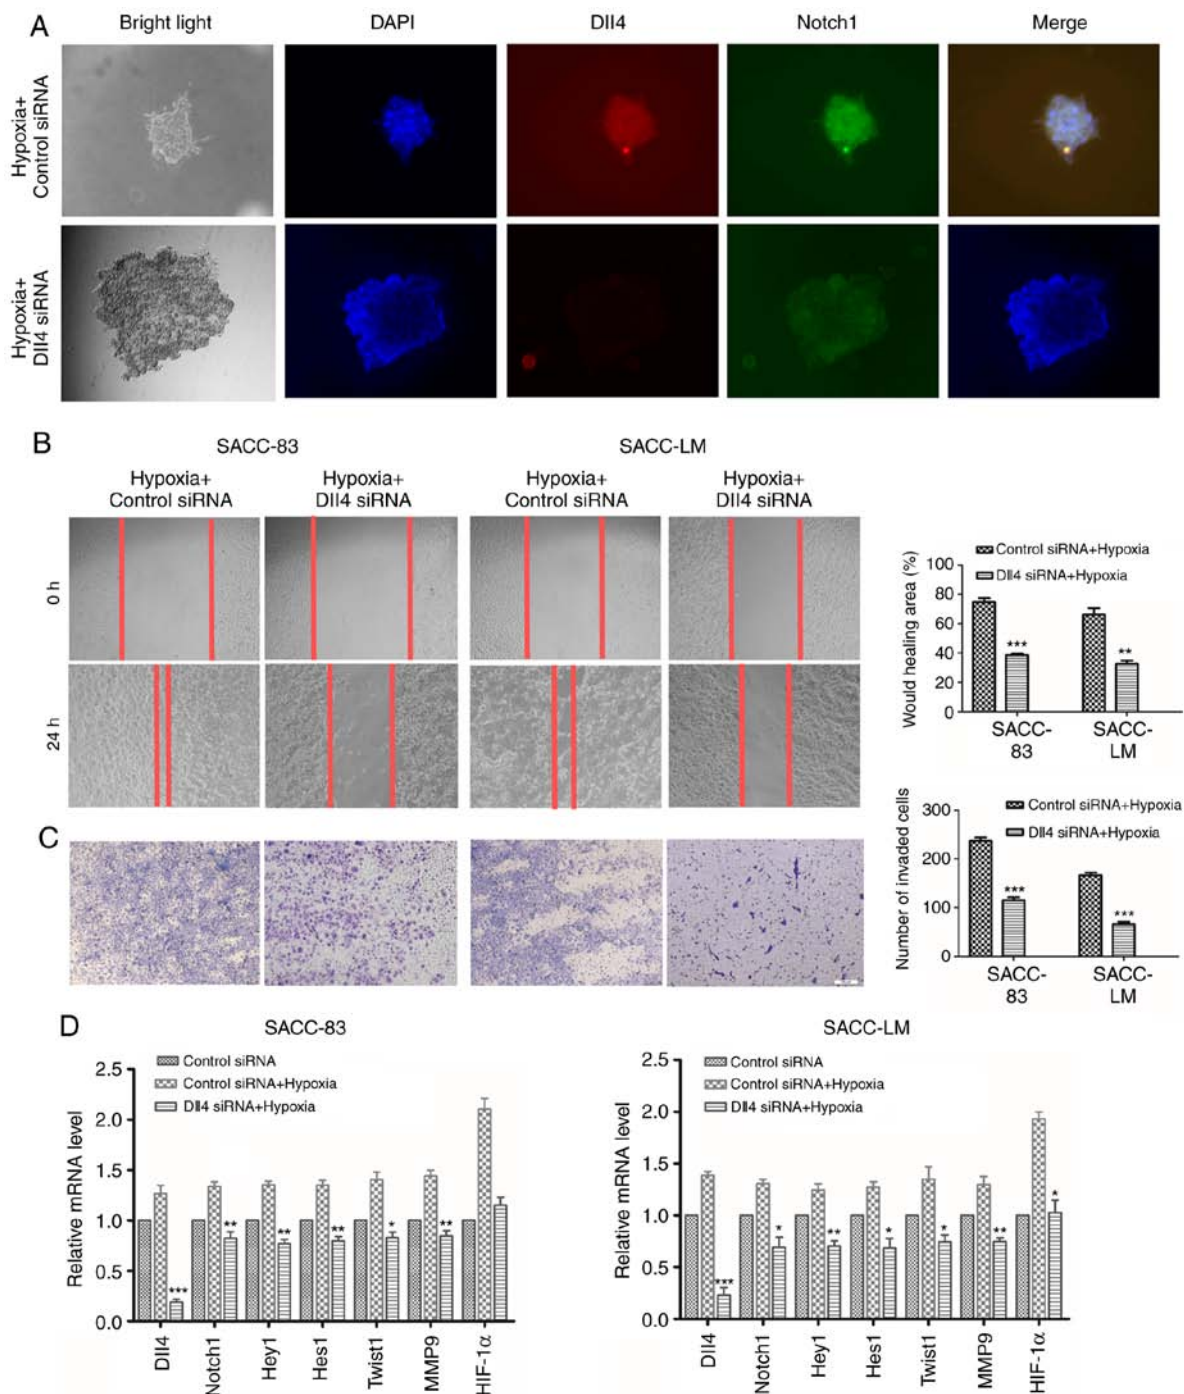 A
Bright light
DAPI
Dll4
Notch1
Merge
Hypoxia+
Control siRNA
Hypoxia+
Dll4 siRNA
B
SACC-83
SACC-LM
Hypoxia+
Control siRNA
Hypoxia+
Dll4 siRNA
Hypoxia+
Control siRNA
Hypoxia+
Dll4 siRNA
0 h
24 h
Control siRNA+Hypoxia
Dll4 siRNA+Hypoxia
Would healing area (%)
100
80
60
40
20
0
***
**
SACC-
83
SACC-
LM
C
Control siRNA+Hypoxia
Dll4 siRNA+Hypoxia
Number of invaded cells
300
200
100
0
***
***
SACC-
83
SACC-
LM
D
SACC-83
Control siRNA
Control siRNA+Hypoxia
Dll4 siRNA+Hypoxia
Relative mRNA level
2.5
2.0
1.5
1.0
0.5
0.0
***
**
**
**
*
**
Dll4
Notch1
Hey1
Hes1
Twist1
MMP9
HIF-1α
SACC-LM
Control siRNA
Control siRNA+Hypoxia
Dll4 siRNA+Hypoxia
Relative mRNA level
2.5
2.0
1.5
1.0
0.5
0
***
*
**
*
*
**
*
Dll4
Notch1
Hey1
Hes1
Twist1
MMP9
HIF-1α